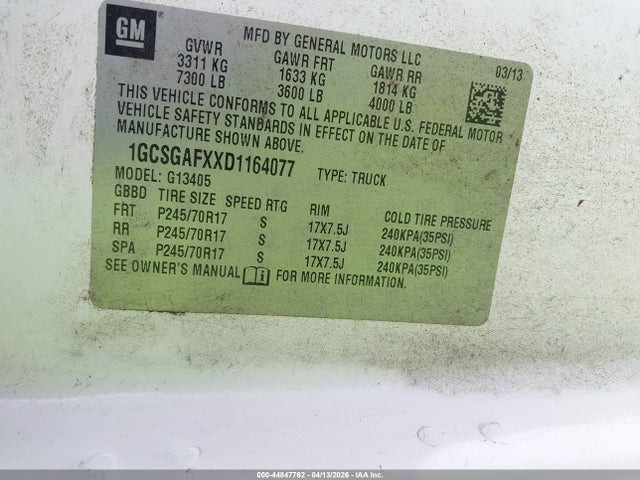 GM
MFD BY GENERAL MOTORS LLC
03/13
GVWR GAWR FRT GAWR RR
3311 KG 1633 KG 1814 KG
7300 LB 3600 LB 4000 LB
THIS VEHICLE CONFORMS TO ALL APPLICABLE U.S. FEDERAL MOTOR
VEHICLE SAFETY STANDARDS IN EFFECT ON THE DATE OF
MANUFACTURE SHOWN ABOVE.
1GCSGAFXXD1164077 TYPE: TRUCK
MODEL: G13405
GBBD TIRE SIZE SPEED RTG RIM COLD TIRE PRESSURE
FRT P245/70R17 S 17X7.5J 240KPA(35PSI)
RR P245/70R17 S 17X7.5J 240KPA(35PSI)
SPA P245/70R17 S 17X7.5J 240KPA(35PSI)
SEE OWNER'S MANUAL FOR MORE INFORMATION.
000-44847762 - 04/13/2026 - IAA Inc.